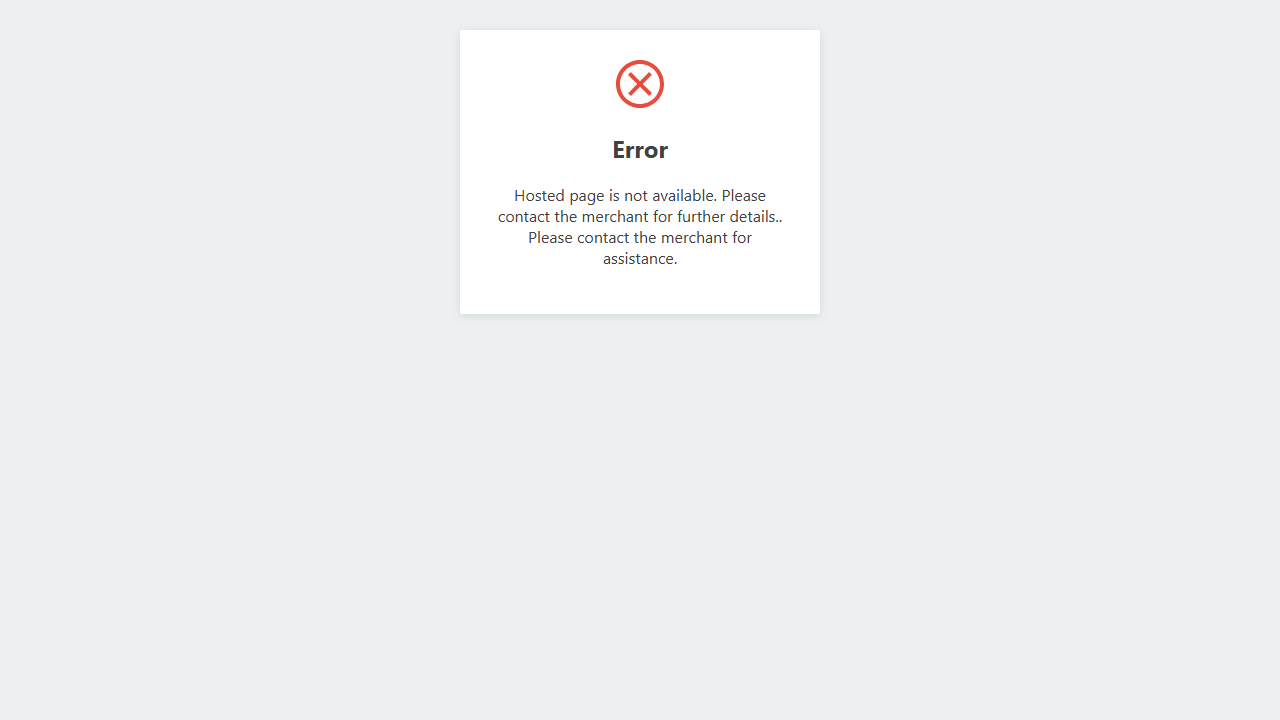 Error
Hosted page is not available. Please
contact the merchant for further details..
Please contact the merchant for
assistance.